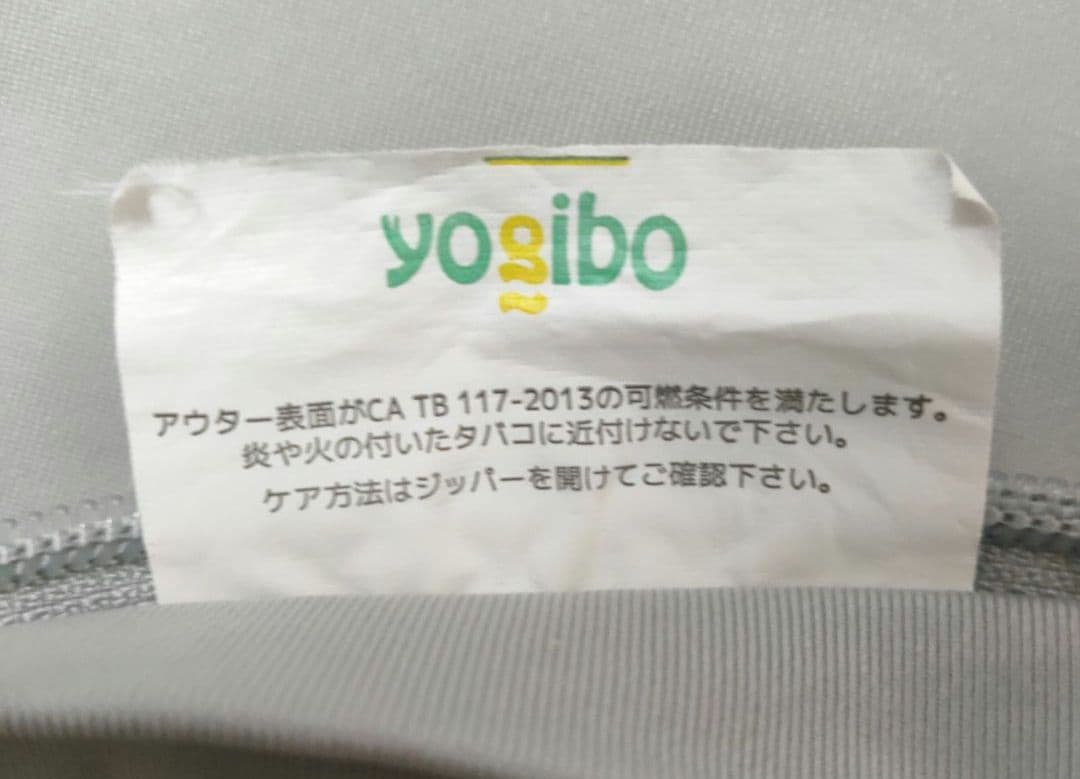 yogibo
アウター表面がCA TB 117-2013の可燃条件を満たします。
炎や火の付いたタバコに近付けないで下さい。
ケア方法はジッパーを開けてご確認下さい。